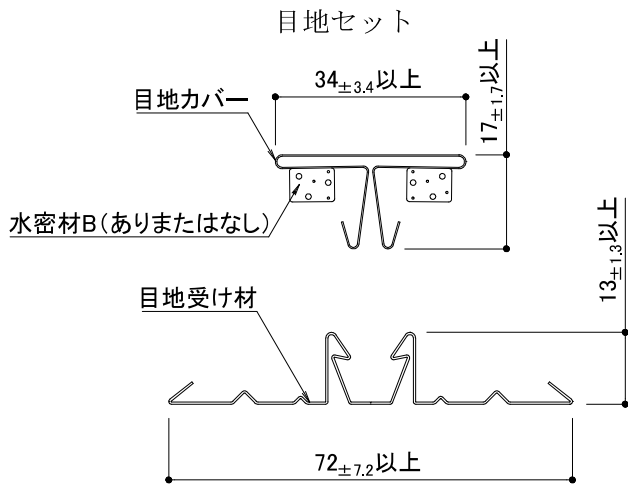 目地セット
34±3.4以上
17±1.7以上
目地カバー
水密材B(ありまたはなし)
13±1.3以上
目地受け材
72±7.2以上